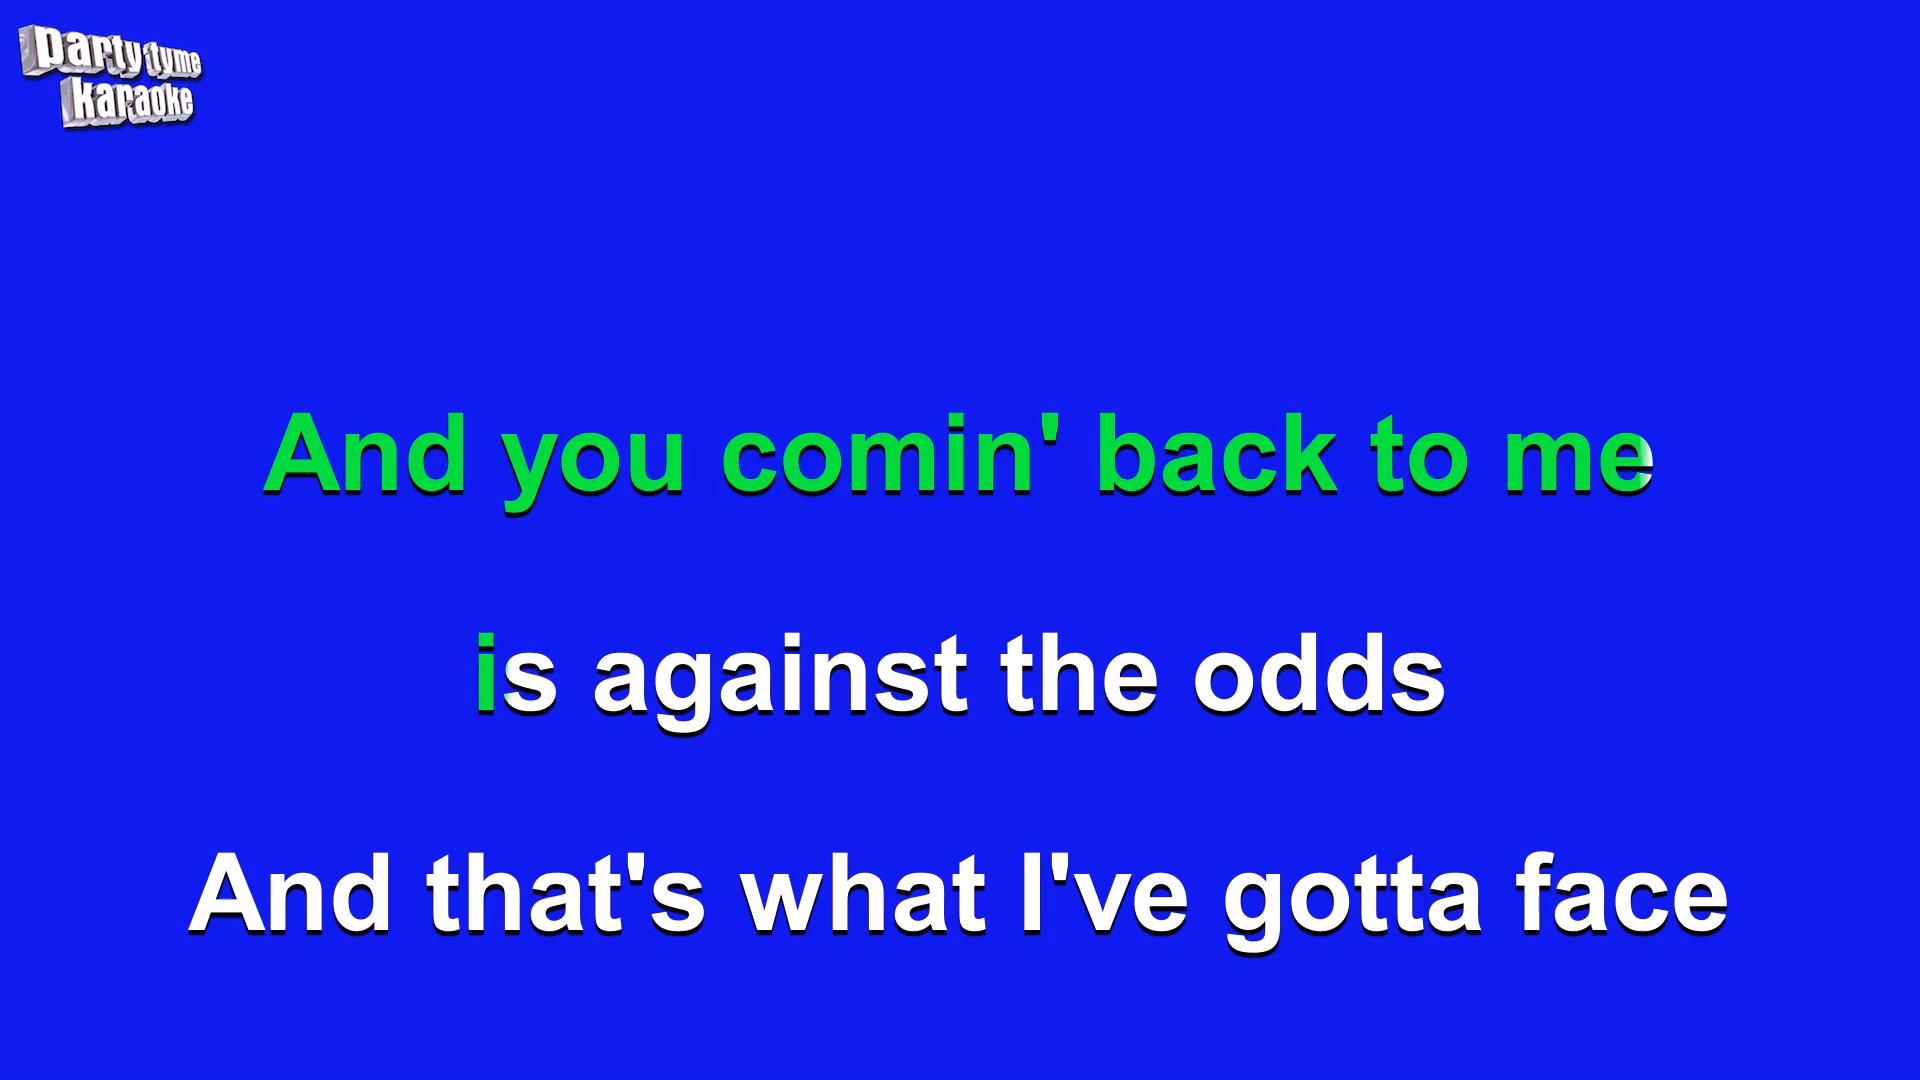 party tyme
karaoke
And you comin' back to me
is against the odds
And that's what I've gotta face